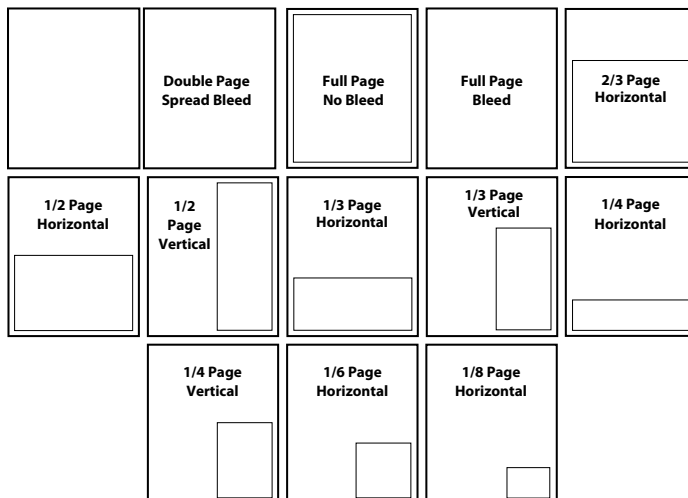 Double Page
Spread Bleed
Full Page
No Bleed
Full Page
Bleed
2/3 Page
Horizontal
1/2 Page
Horizontal
1/2
Page
Vertical
1/3 Page
Horizontal
1/3 Page
Vertical
1/4 Page
Horizontal
1/4 Page
Vertical
1/6 Page
Horizontal
1/8 Page
Horizontal